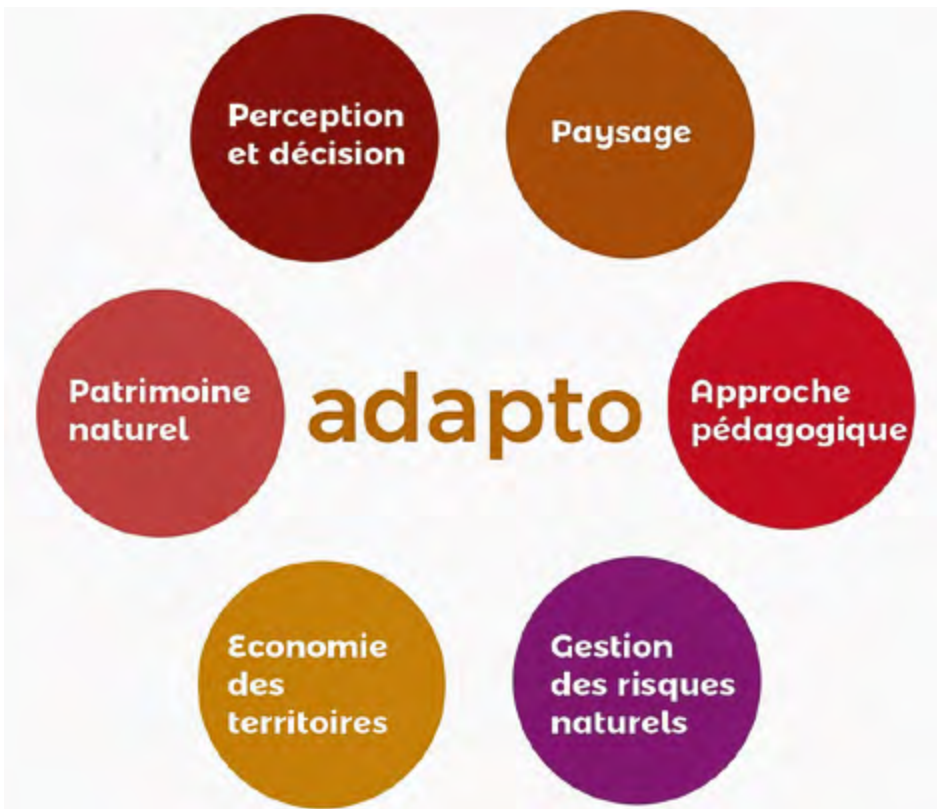 Perception
et décision
Paysage
Patrimoine
naturel
adapto
Approche
pédagogique
Economie
des
territoires
Gestion
des risques
naturels